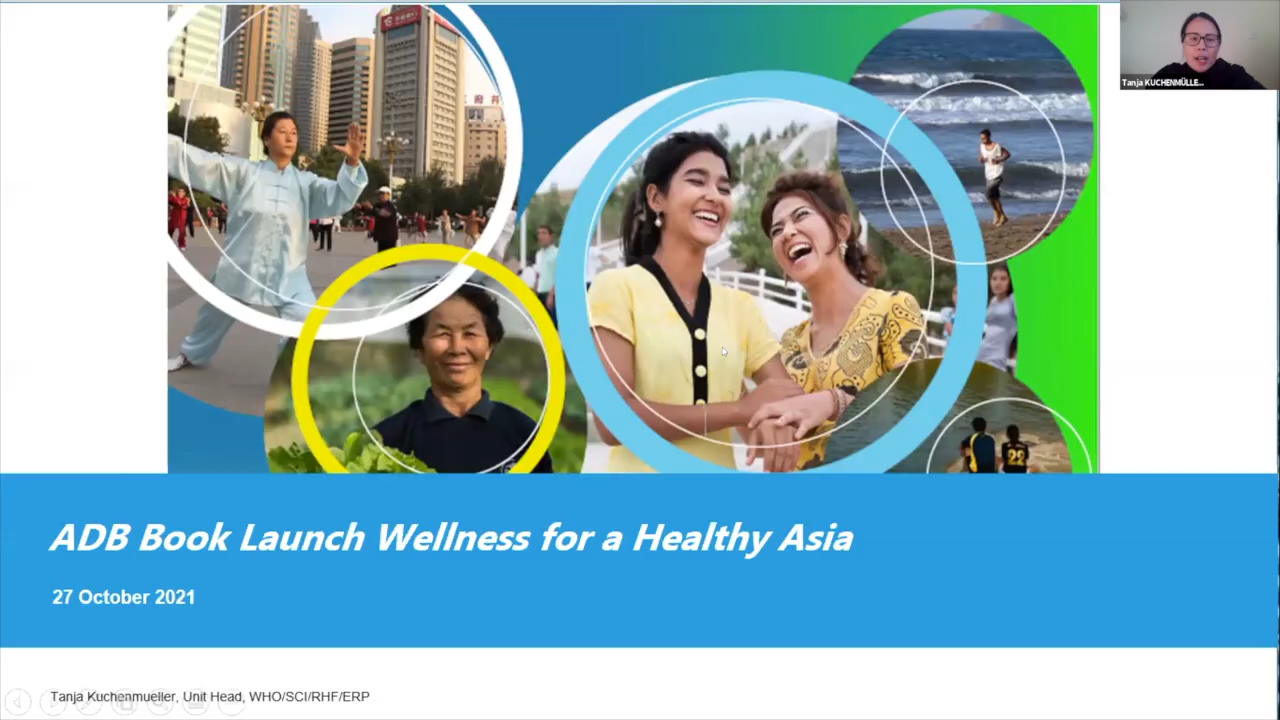 Tanja KUCHENMÜLLE...
22
ADB Book Launch Wellness for a Healthy Asia
27 October 2021
Tanja Kuchenmueller, Unit Head, WHO/SCI/RHF/ERP